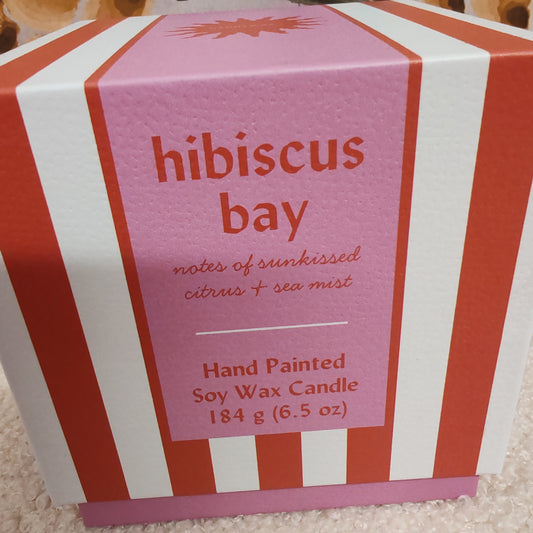 hibiscus
bay
notes of sunkissed
citrus + sea mist
Hand Painted
Soy Wax Candle
184 g (6.5 oz)